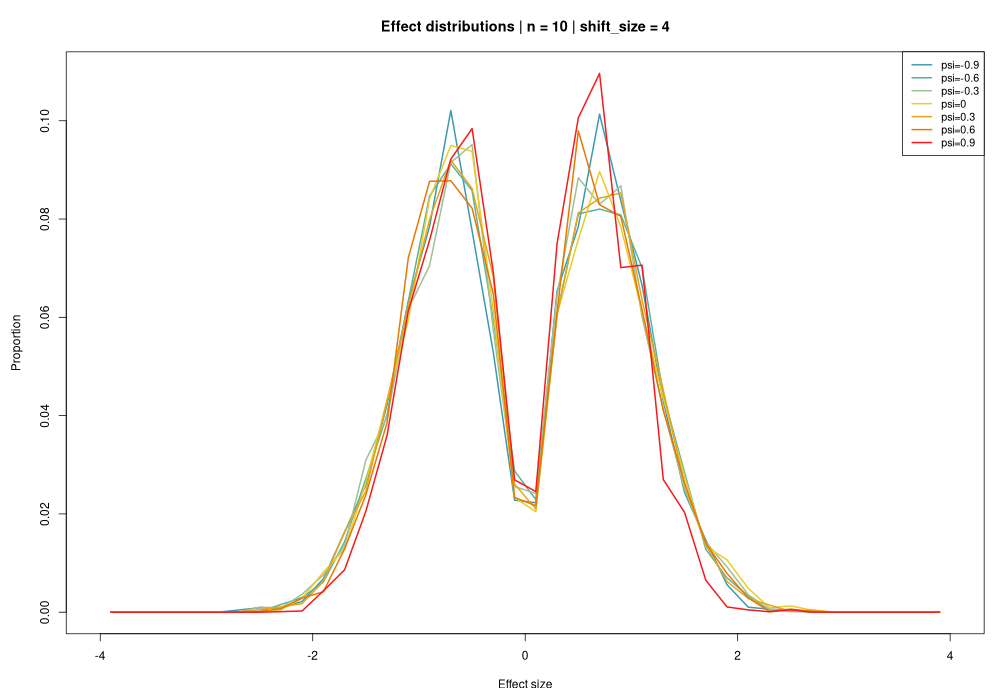 Effect distributions | n = 10 | shift_size = 4
psi=-0.9
psi=-0.6
psi=-0.3
psi=0
psi=0.3
psi=0.6
psi=0.9
Proportion
0.10
0.08
0.06
0.04
0.02
0.00
-4 -2 0 2 4
Effect size